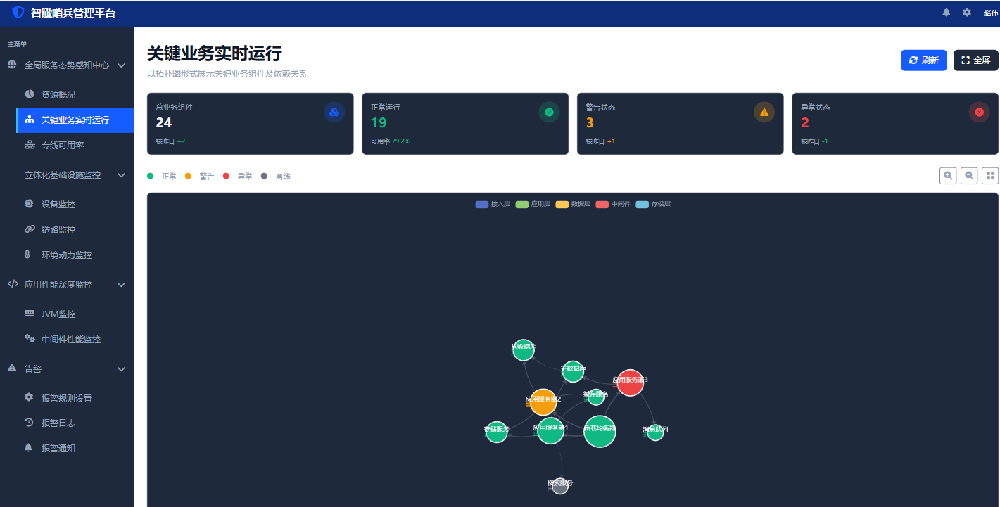 智瞰哨兵管理平台
赵伟
主菜单
全局服务态势感知中心
资源概况
关键业务实时运行
专线可用率
立体化基础设施监控
设备监控
链路监控
环境动力监控
应用性能深度监控
JVM监控
中间件性能监控
告警
报警规则设置
报警日志
报警通知
关键业务实时运行
以拓扑图形式展示关键业务组件及依赖关系
刷新
全屏
总业务组件
24
较昨日 +2
正常运行
19
可用率 79.2%
警告状态
3
较昨日 +1
异常状态
2
较昨日 -1
正常 警告 异常 离线
接入层 应用层 数据层 中间件 存储层
从数据库
主数据库
应用服务器3
缓存服务
应用服务器2
存储服务
应用服务器1
负载均衡器
消息队列
搜索服务